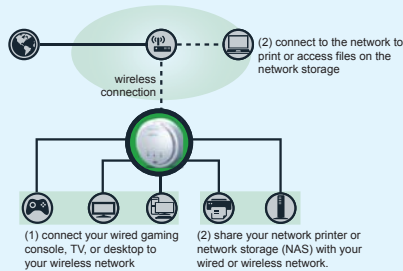 (2) connect to the network to
print or access files on the
network storage
wireless
connection
(1) connect your wired gaming
console, TV, or desktop to
your wireless network
(2) share your network printer or
network storage (NAS) with your
wired or wireless network.